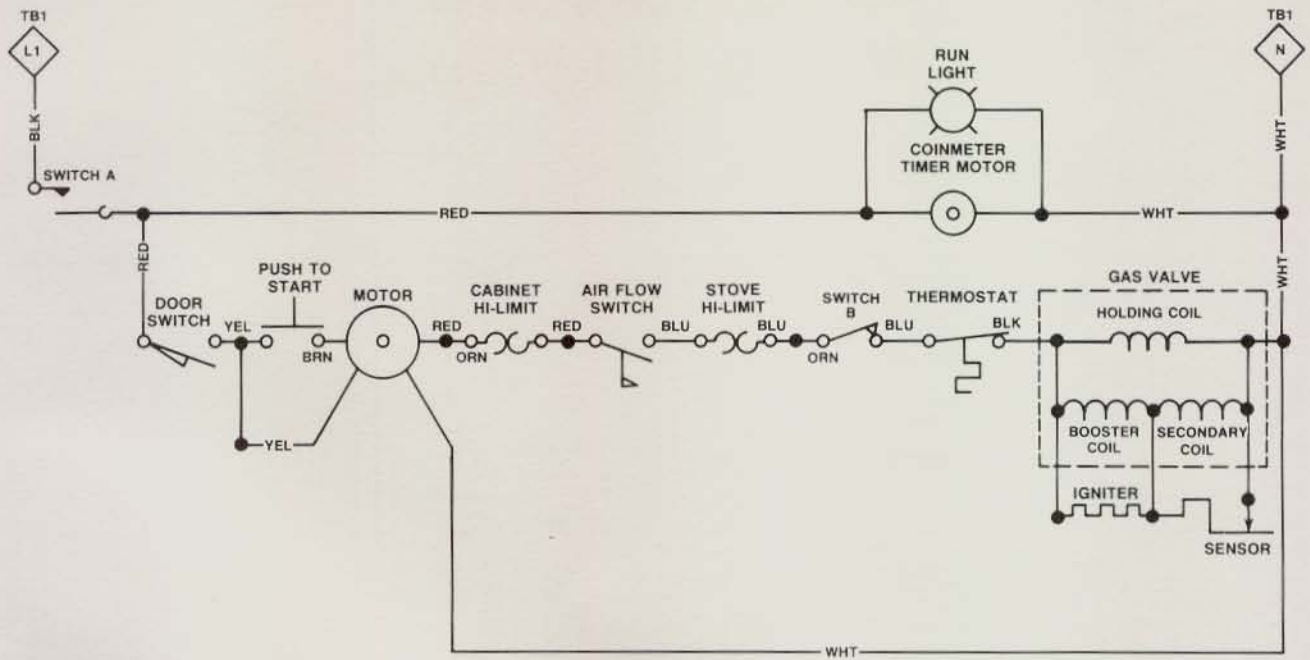 TB1
L1
BLK
SWITCH A
RED
RED
DOOR
SWITCH
YEL
PUSH TO
START
BRN
YEL
MOTOR
RED
CABINET
HI-LIMIT
ORN
RED
AIR FLOW
SWITCH
BLU
STOVE
HI-LIMIT
BLU
SWITCH
B
ORN
BLU
THERMOSTAT
BLK
RUN
LIGHT
COINMETER
TIMER MOTOR
WHT
TB1
N
WHT
WHT
GAS VALVE
HOLDING COIL
BOOSTER
COIL
SECONDARY
COIL
IGNITER
SENSOR
WHT